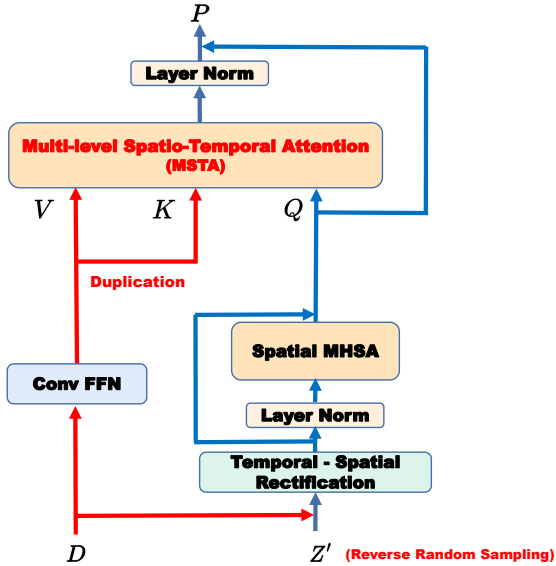 P
Layer Norm
Multi-level Spatio-Temporal Attention
(MSTA)
V K Q
Duplication
Spatial MHSA
Conv FFN
Layer Norm
Temporal - Spatial
Rectification
D Z′ (Reverse Random Sampling)